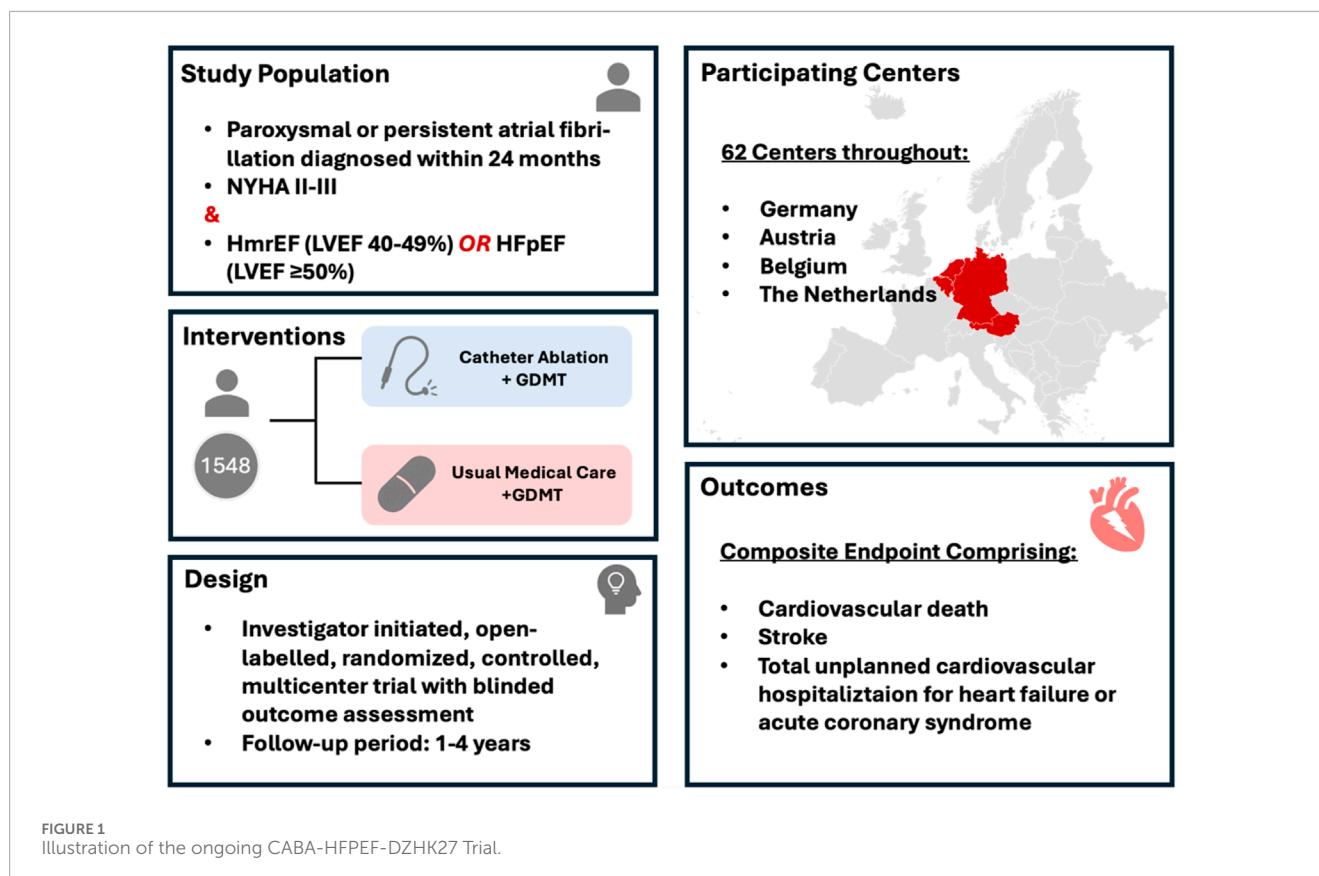 Study Population
• Paroxysmal or persistent atrial fibri-
llation diagnosed within 24 months
• NYHA II-III
&
• HmrEF (LVEF 40-49%) OR HFpEF
(LVEF ≥50%)
Interventions
1548
Catheter Ablation
+ GDMT
Usual Medical Care
+GDMT
Design
• Investigator initiated, open-
labelled, randomized, controlled,
multicenter trial with blinded
outcome assessment
• Follow-up period: 1-4 years
Participating Centers
62 Centers throughout:
• Germany
• Austria
• Belgium
• The Netherlands
Outcomes
Composite Endpoint Comprising:
• Cardiovascular death
• Stroke
• Total unplanned cardiovascular
hospitaliztaion for heart failure or
acute coronary syndrome
FIGURE 1
Illustration of the ongoing CABA-HFPEF-DZHK27 Trial.